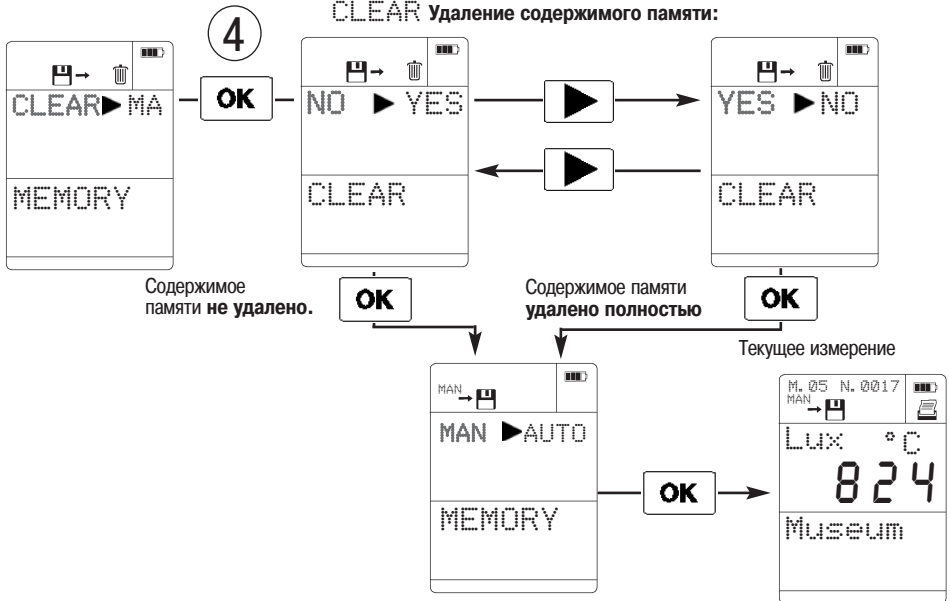 CLEAR Удаление содержимого памяти:
4
CLEAR▶MA
MEMORY
OK
NO ▶ YES
CLEAR
YES ▶NO
CLEAR
Содержимое
памяти не удалено.
OK
Содержимое памяти
удалено полностью
OK
MAN
MAN ▶AUTO
MEMORY
OK
Текущее измерение
M.05 N.0017
MAN
Lux °C
824
Museum